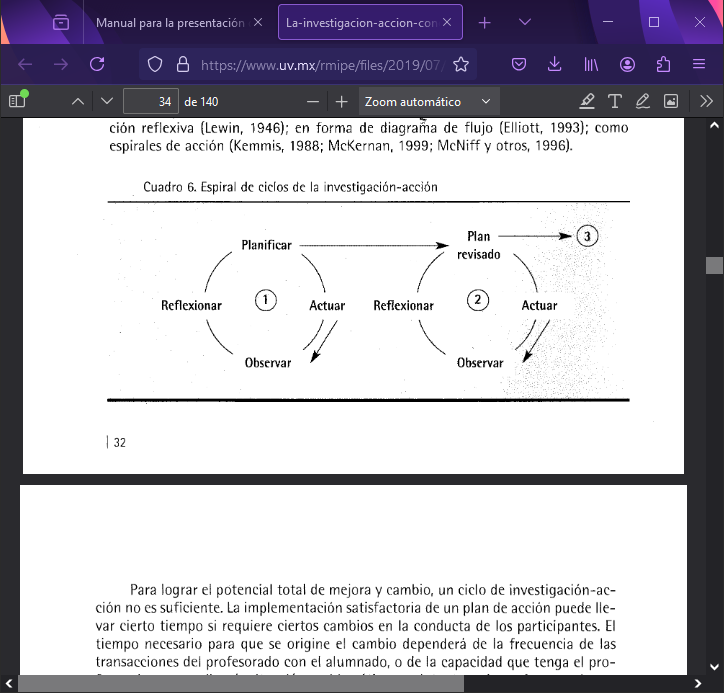 Manual para la presentación
La-investigacion-accion-con
https://www.uv.mx/rmipe/files/2019/07/
34 de 140
Zoom automático
ción reflexiva (Lewin, 1946); en forma de diagrama de flujo (Elliott, 1993); como
espirales de acción (Kemmis, 1988; McKernan, 1999; McNiff y otros, 1996).
Cuadro 6. Espiral de ciclos de la investigación-acción
Planificar
Plan
revisado
3
Reflexionar
1
Actuar
Reflexionar
2
Actuar
Observar
Observar
32
Para lograr el potencial total de mejora y cambio, un ciclo de investigación-ac-
ción no es suficiente. La implementación satisfactoria de un plan de acción puede lle-
var cierto tiempo si requiere ciertos cambios en la conducta de los participantes. El
tiempo necesario para que se origine el cambio dependerá de la frecuencia de las
transacciones del profesorado con el alumnado, o de la capacidad que tenga el pro-